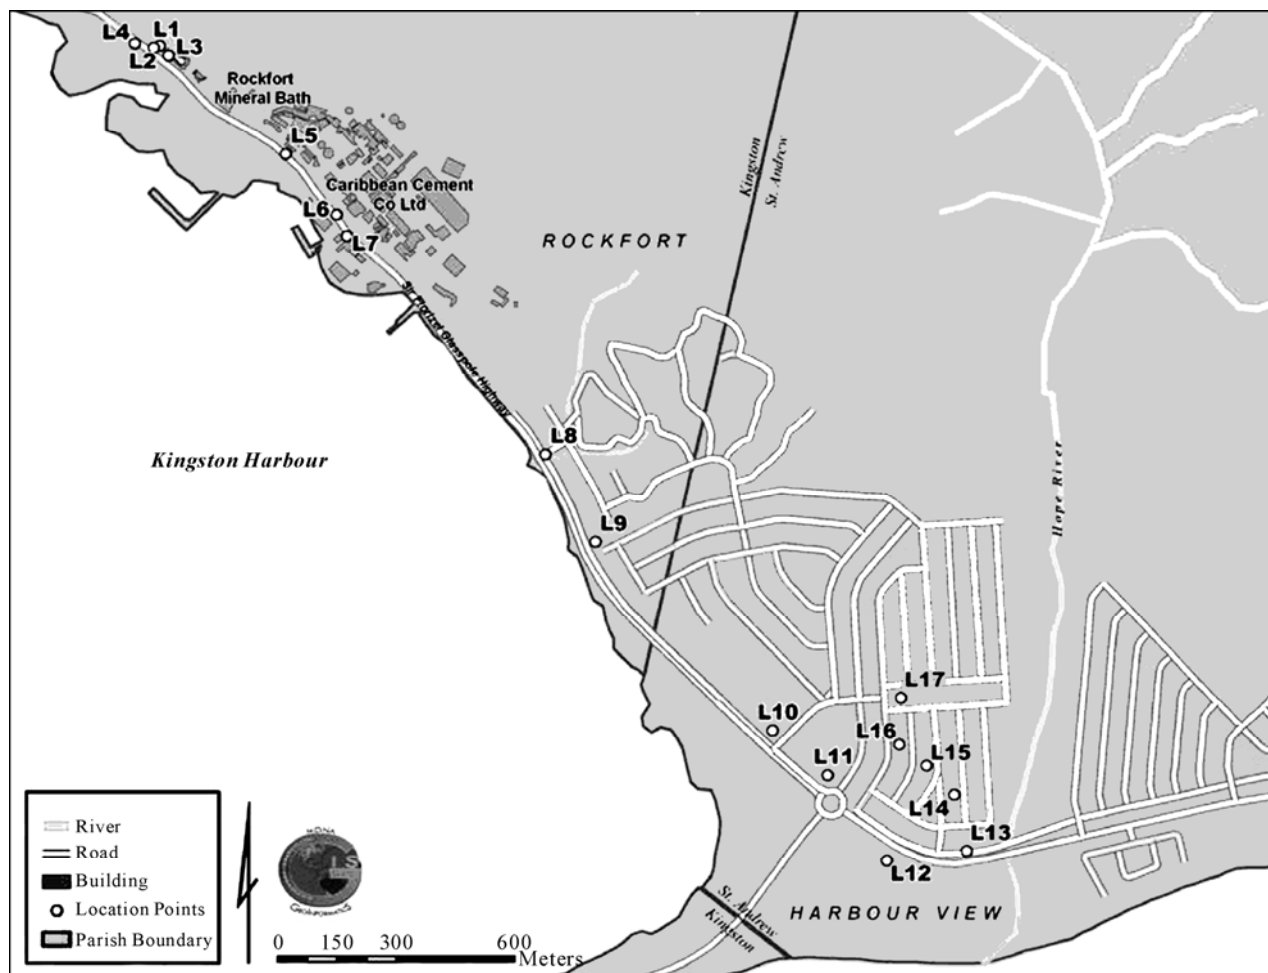 L4
L1
L2
L3
Rockfort
Mineral Bath
L5
Caribbean Cement
Co Ltd
L6
L7
Kingston
St. Andrew
ROCKFORT
Glasspole Highway
Kingston Harbour
L8
Hope River
L9
L17
L10
L16
L15
L11
L14
L13
L12
HARBOUR VIEW
St. Andrew
Kingston
River
Road
Building
Location Points
Parish Boundary
0 150 300 600
Meters